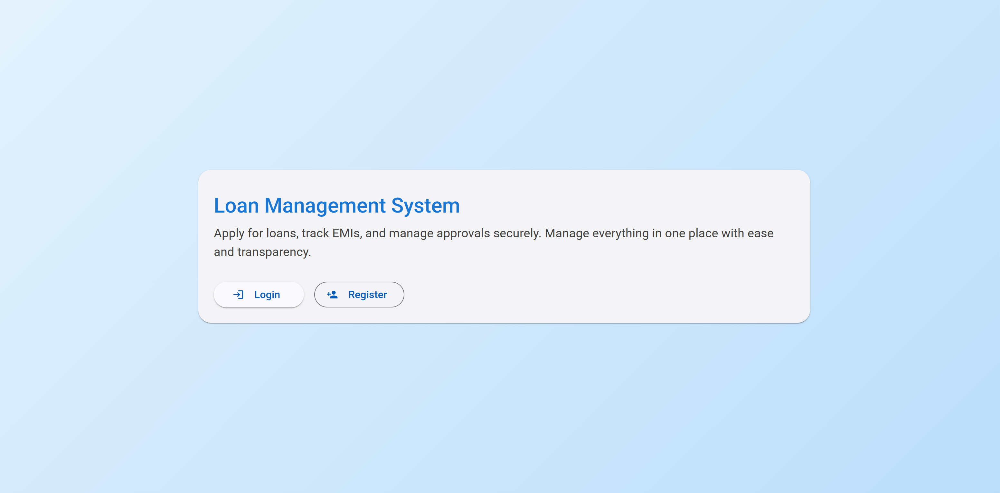 Loan Management System
Apply for loans, track EMIs, and manage approvals securely. Manage everything in one place with ease
and transparency.
Login
Register